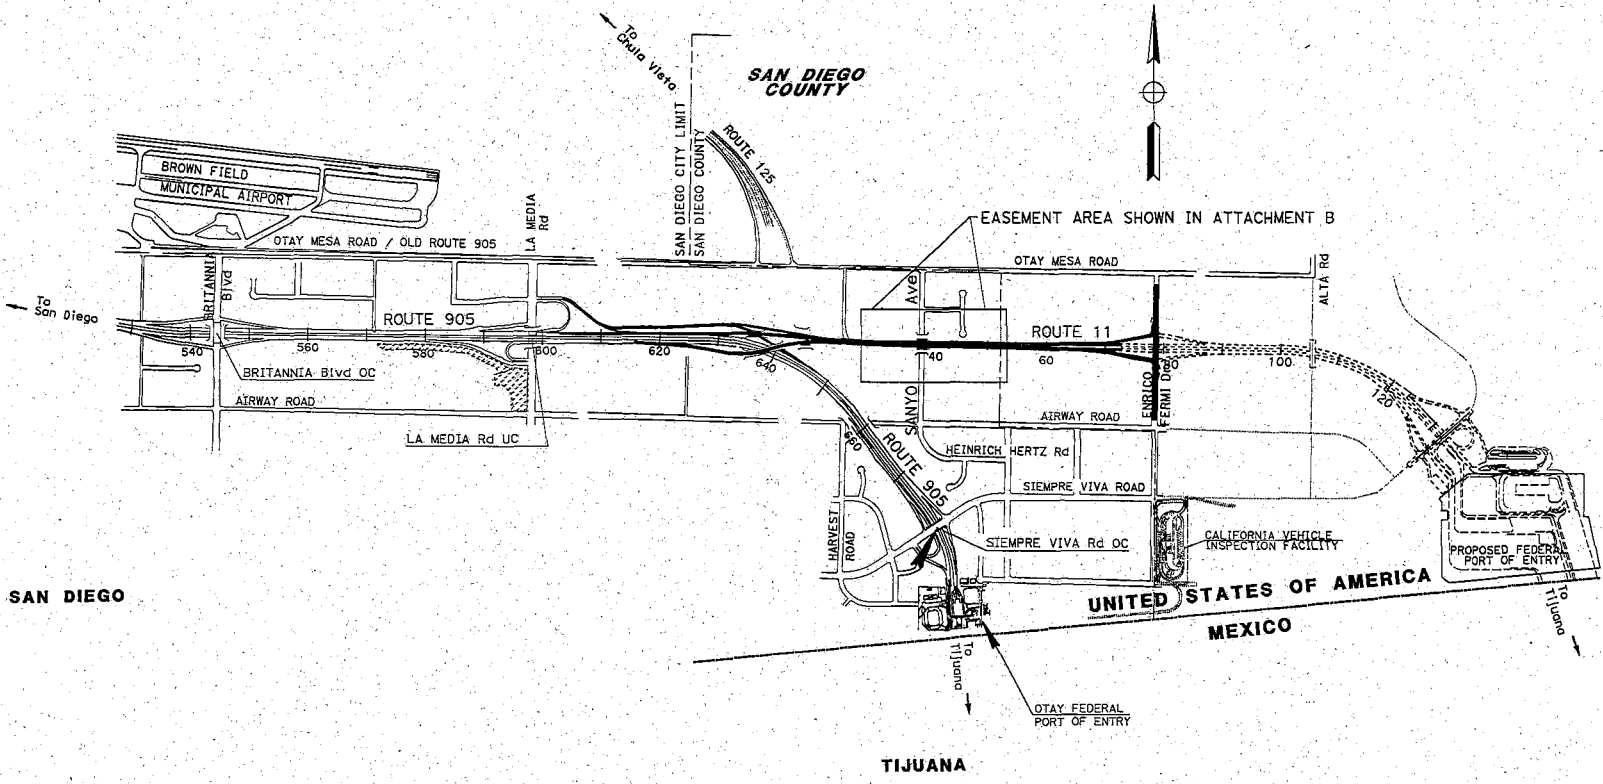 To
Chula Vista
SAN DIEGO
COUNTY
SAN DIEGO CITY LIMIT
SAN DIEGO COUNTY
ROUTE 125
BROWN FIELD
MUNICIPAL AIRPORT
LA MEDIA
Rd
EASEMENT AREA SHOWN IN ATTACHMENT B
OTAY MESA ROAD / OLD ROUTE 905
OTAY MESA ROAD
BRITANNIA
Blvd
Ave
ALTA Rd
To
San Diego
ROUTE 905
ROUTE 11
540
560
580
600
620
640
40
60
80
100
BRITANNIA Blvd OC
120
AIRWAY ROAD
SANYO
AIRWAY ROAD
ENRICO
FERMI Dr
LA MEDIA Rd UC
660
ROUTE 905
HEINRICH HERTZ Rd
SIEMPRE VIVA ROAD
HARVEST
ROAD
SIEMPRE VIVA Rd OC
CALIFORNIA VEHICLE
INSPECTION FACILITY
PROPOSED FEDERAL
PORT OF ENTRY
SAN DIEGO
UNITED STATES OF AMERICA
MEXICO
To
Tijuana
To
Tijuana
OTAY FEDERAL
PORT OF ENTRY
TIJUANA